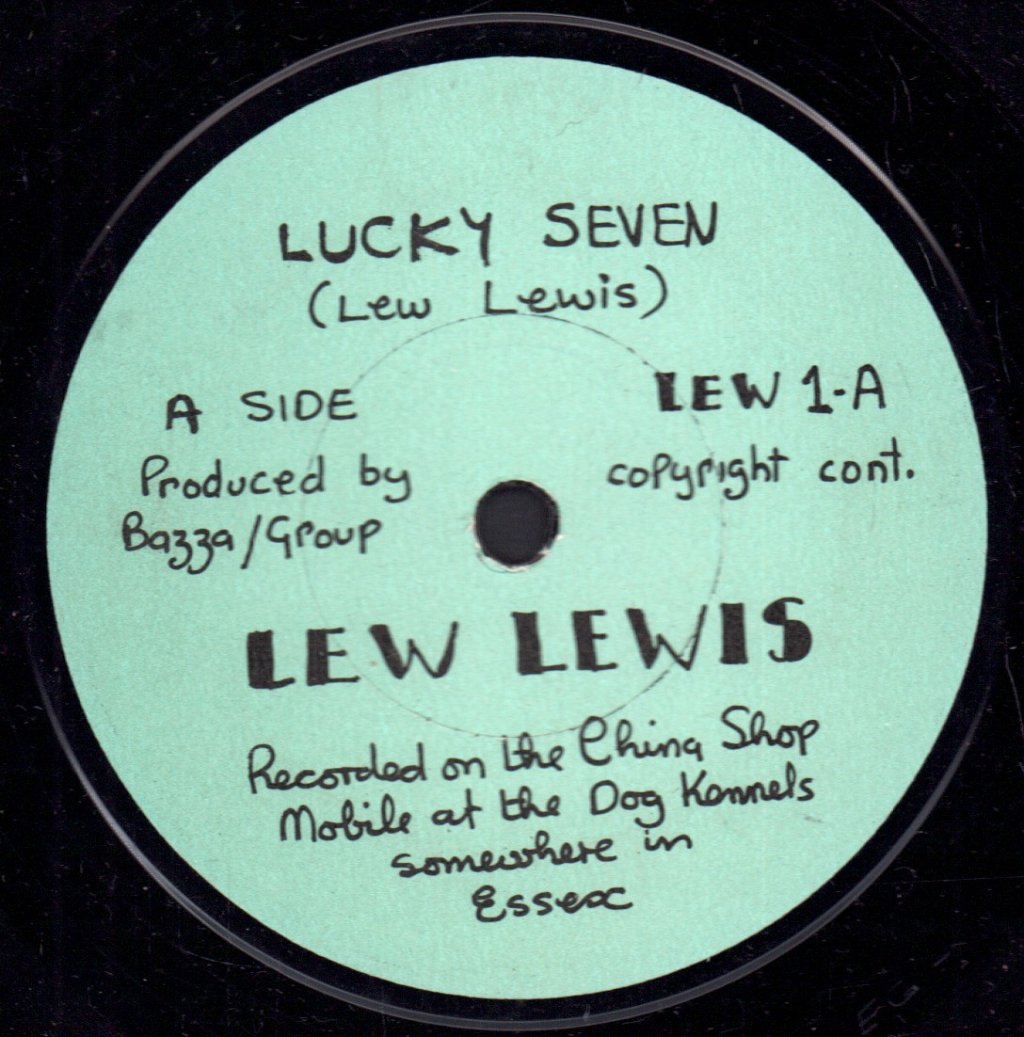 LUCKY SEVEN
(Lew Lewis)
A SIDE
LEW 1-A
Produced by
Bazza/Group
copyright cont.
LEW LEWIS
Recorded on the China Shop
Mobile at the Dog Kennels
somewhere in
Essex